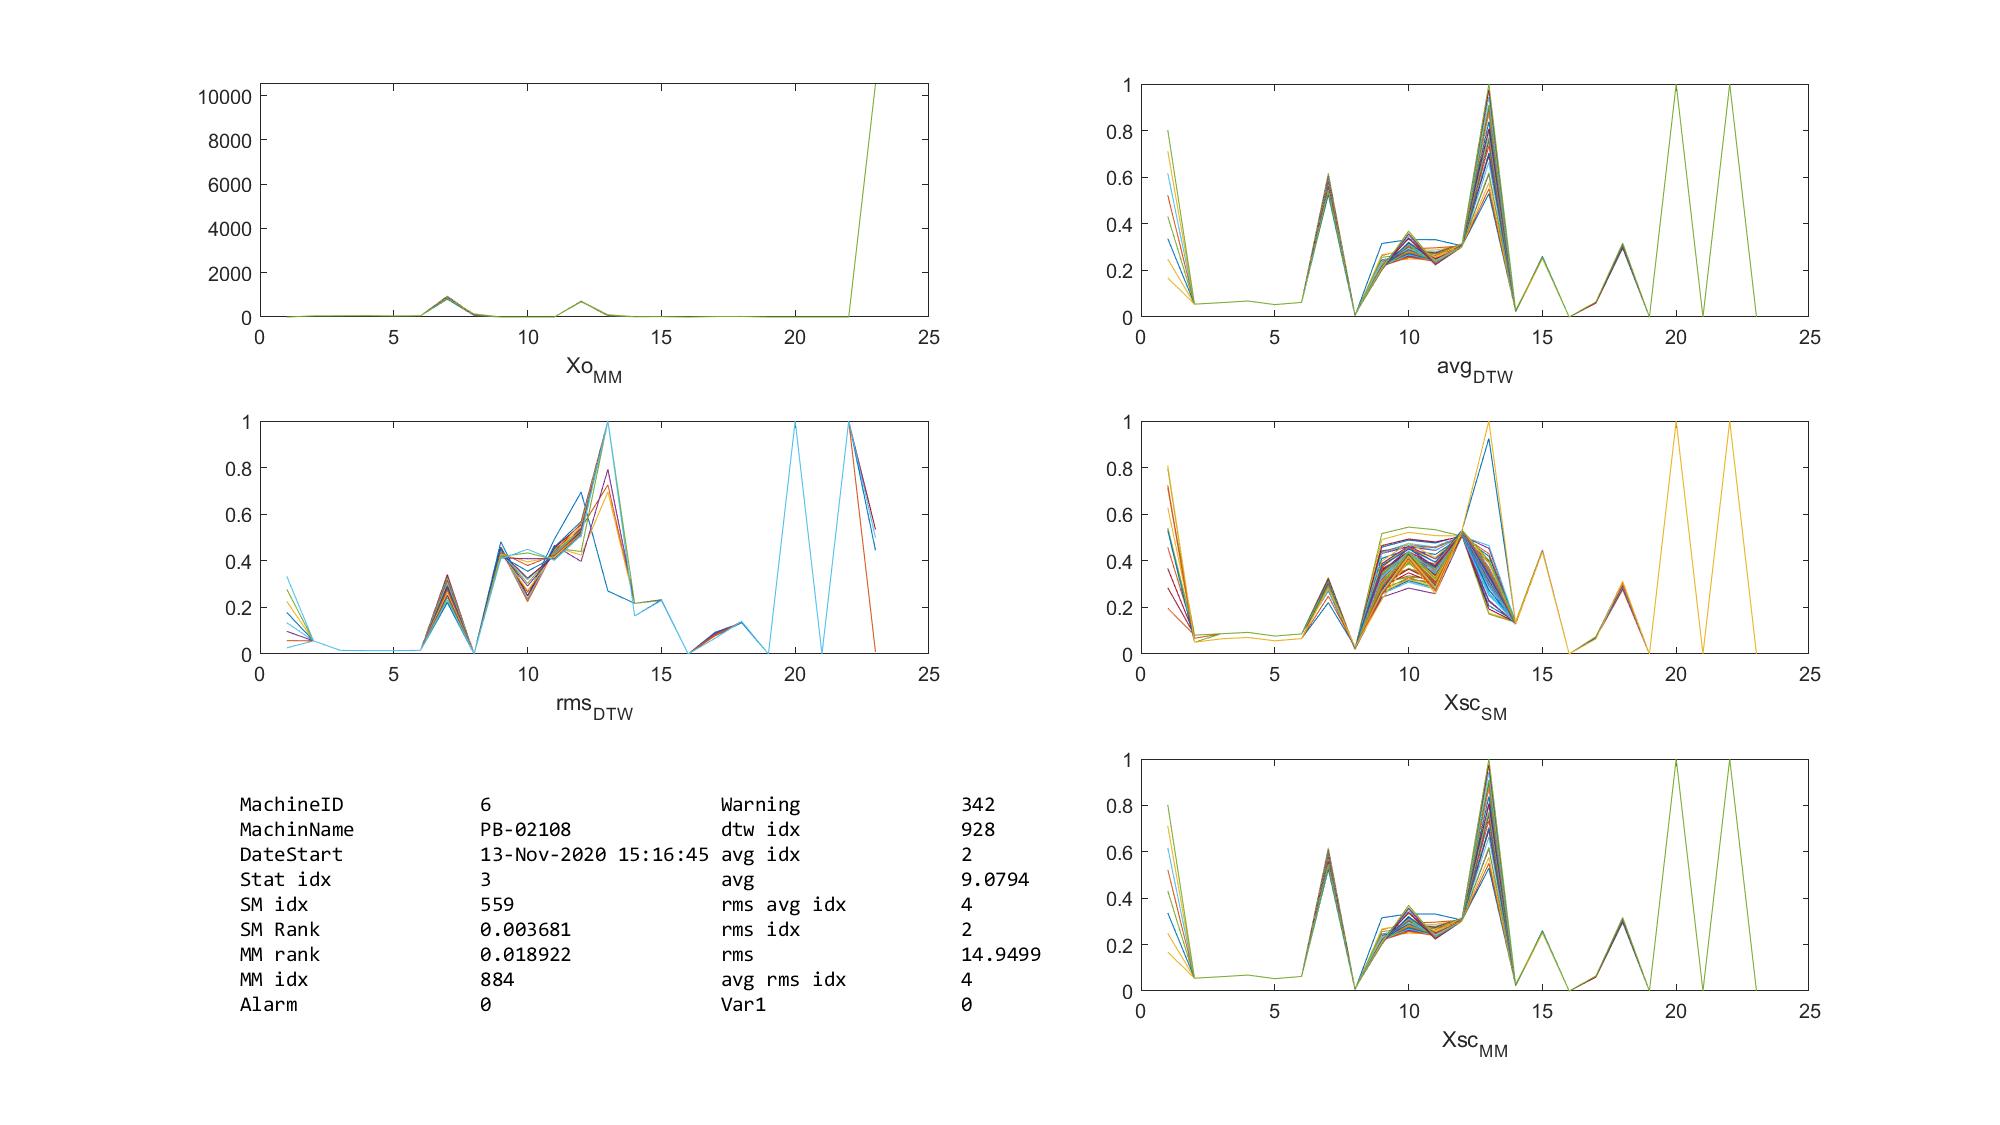 10000
8000
6000
4000
2000
0
0 5 10 15 20 25
Xo_MM
1
0.8
0.6
0.4
0.2
0
0 5 10 15 20 25
avg_DTW
1
0.8
0.6
0.4
0.2
0
0 5 10 15 20 25
rms_DTW
1
0.8
0.6
0.4
0.2
0
0 5 10 15 20 25
Xsc_SM
MachineID 6 Warning 342
MachinName PB-02108 dtw idx 928
DateStart 13-Nov-2020 15:16:45 avg idx 2
Stat idx 3 avg 9.0794
SM idx 559 rms avg idx 4
SM Rank 0.003681 rms idx 2
MM rank 0.018922 rms 14.9499
MM idx 884 avg rms idx 4
Alarm 0 Var1 0
1
0.8
0.6
0.4
0.2
0
0 5 10 15 20 25
Xsc_MM